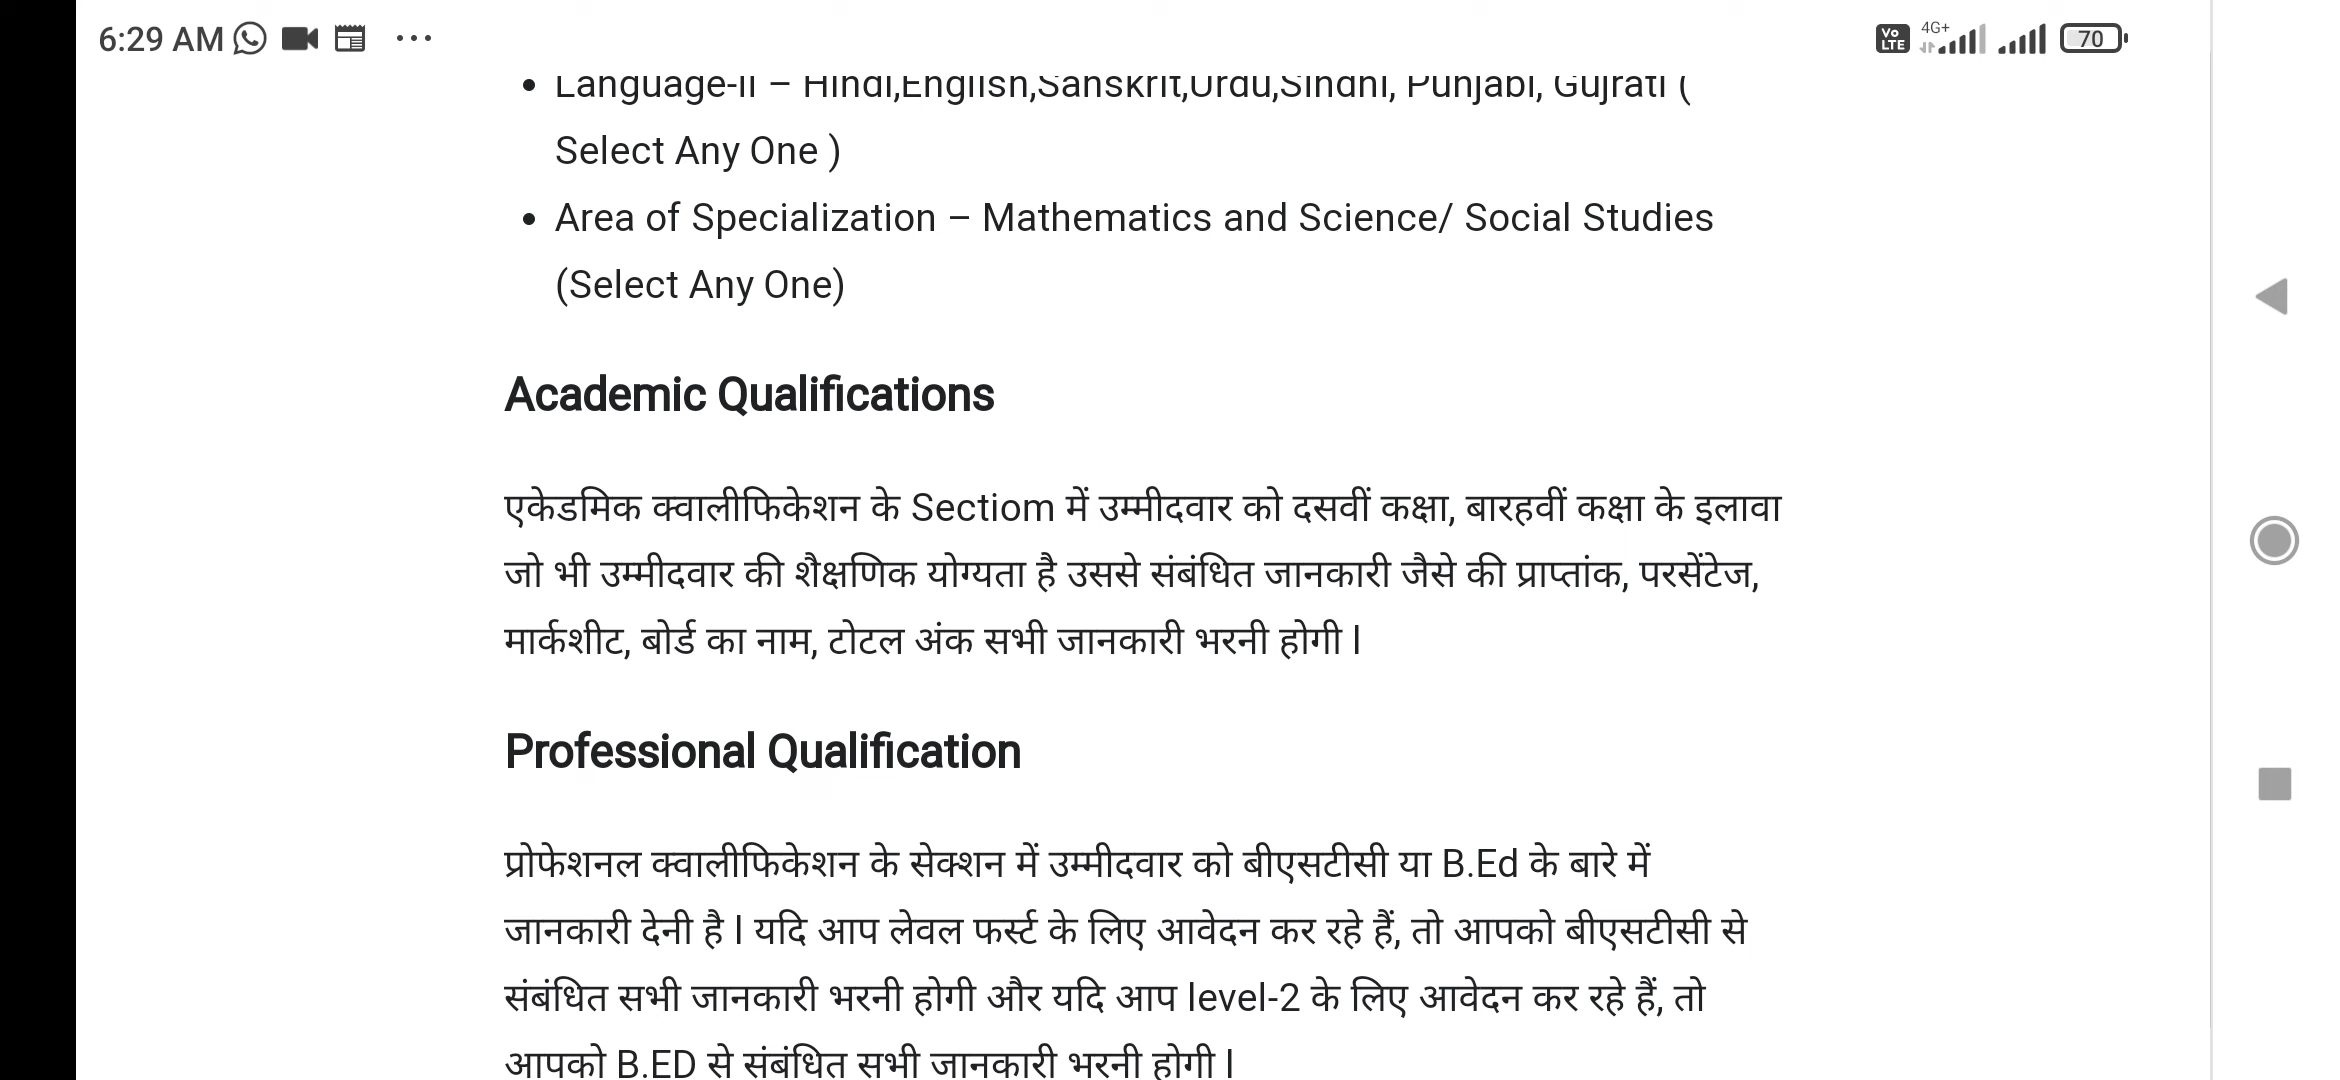 6:29 AM
Vo LTE 4G+ 70
• Language-II – Hindi,English,Sanskrit,Urdu,Sindhi, Punjabi, Gujrati (
Select Any One )
• Area of Specialization – Mathematics and Science/ Social Studies
(Select Any One)
Academic Qualifications
एकेडमिक क्वालीफिकेशन के Sectiom में उम्मीदवार को दसवीं कक्षा, बारहवीं कक्षा के इलावा
जो भी उम्मीदवार की शैक्षणिक योग्यता है उससे संबंधित जानकारी जैसे की प्राप्तांक, परसेंटेज,
मार्कशीट, बोर्ड का नाम, टोटल अंक सभी जानकारी भरनी होगी l
Professional Qualification
प्रोफेशनल क्वालीफिकेशन के सेक्शन में उम्मीदवार को बीएसटीसी या B.Ed के बारे में
जानकारी देनी है l यदि आप लेवल फर्स्ट के लिए आवेदन कर रहे हैं, तो आपको बीएसटीसी से
संबंधित सभी जानकारी भरनी होगी और यदि आप level-2 के लिए आवेदन कर रहे हैं, तो
आपको B.ED से संबंधित सभी जानकारी भरनी होगी l